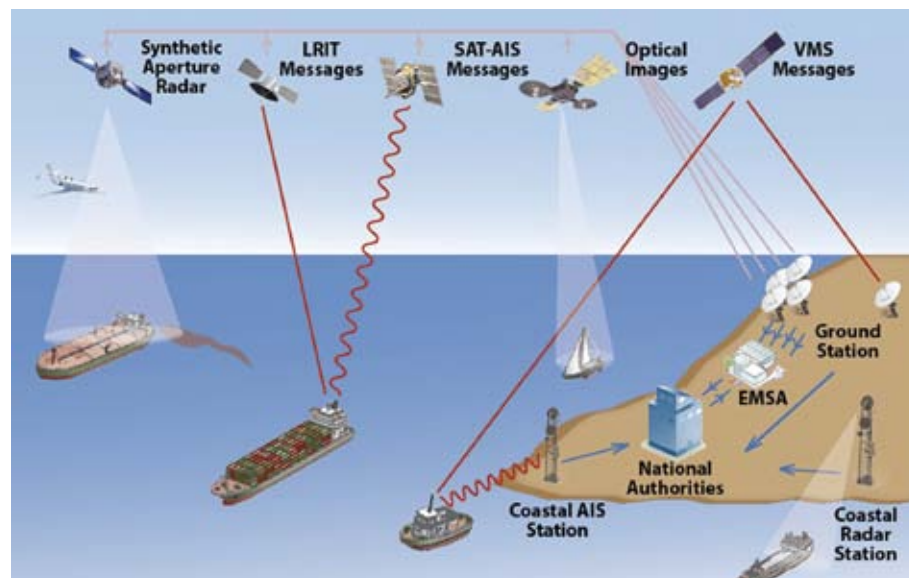 Synthetic
Aperture
Radar
LRIT
Messages
SAT-AIS
Messages
Optical
Images
VMS
Messages
Ground
Station
EMSA
National
Authorities
Coastal AIS
Station
Coastal
Radar
Station